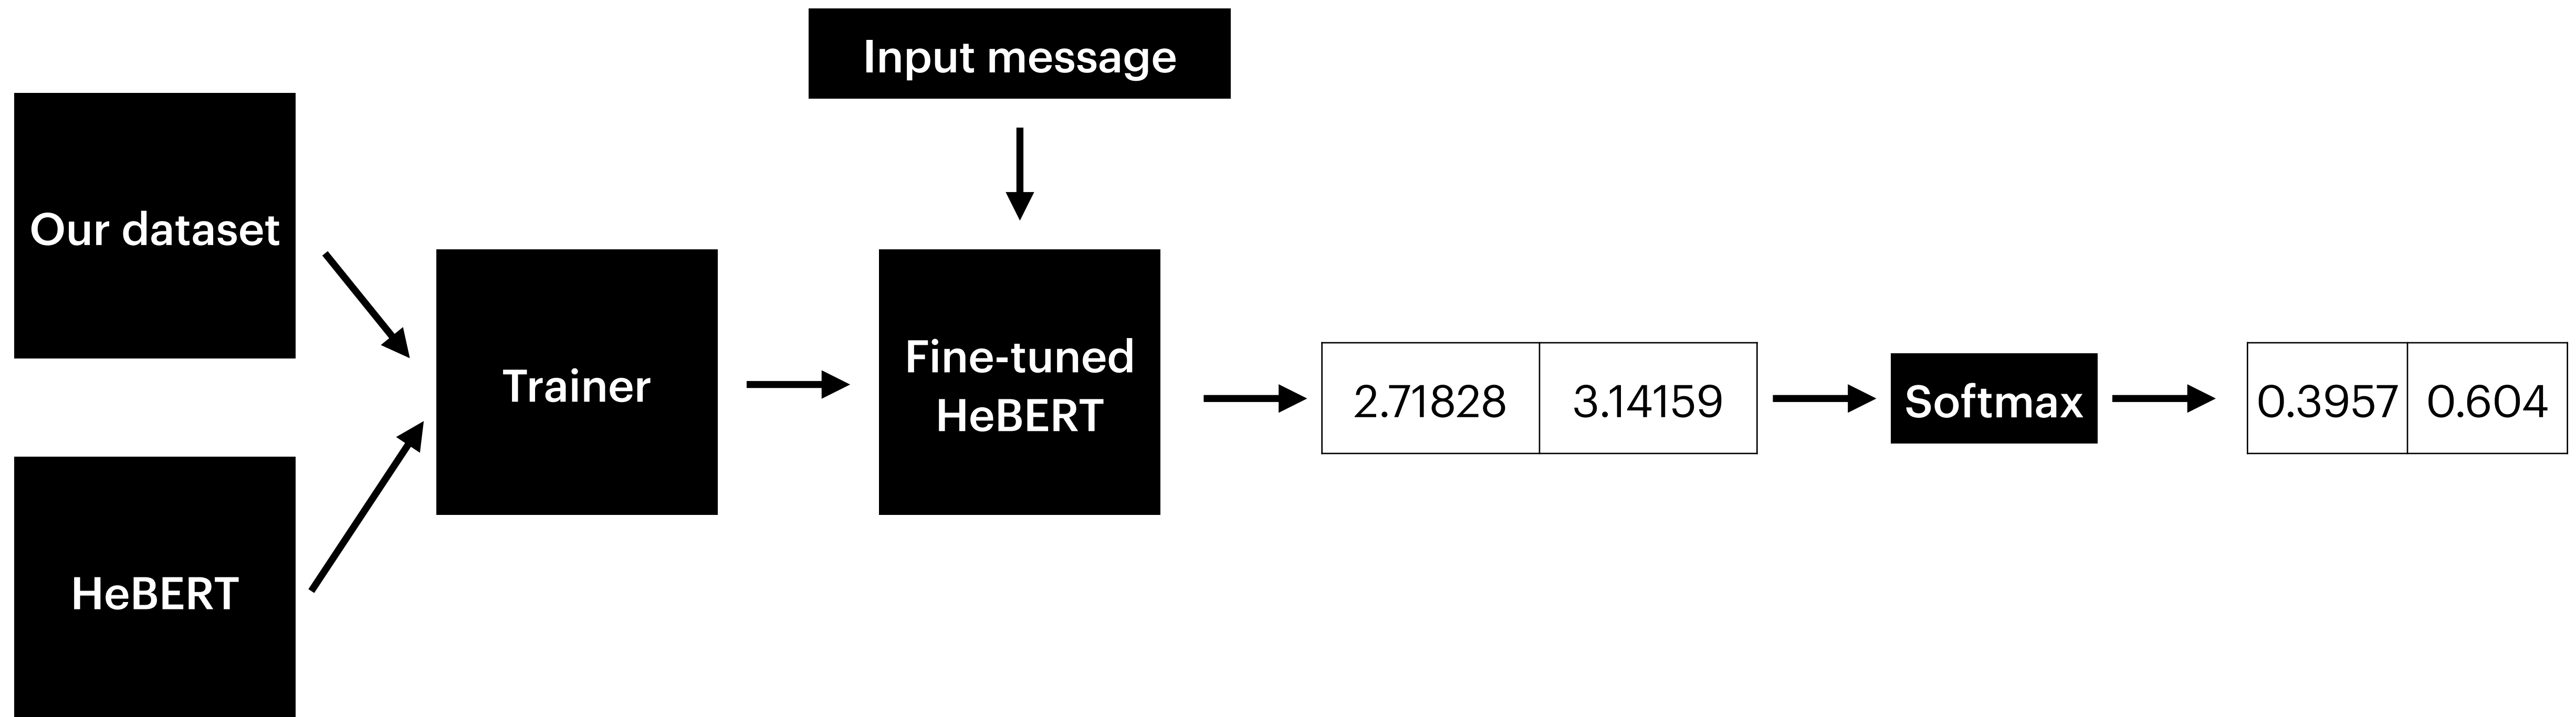 Input message
Our dataset
HeBERT
Trainer
Fine-tuned
HeBERT
2.71828 3.14159
Softmax
0.3957 0.604